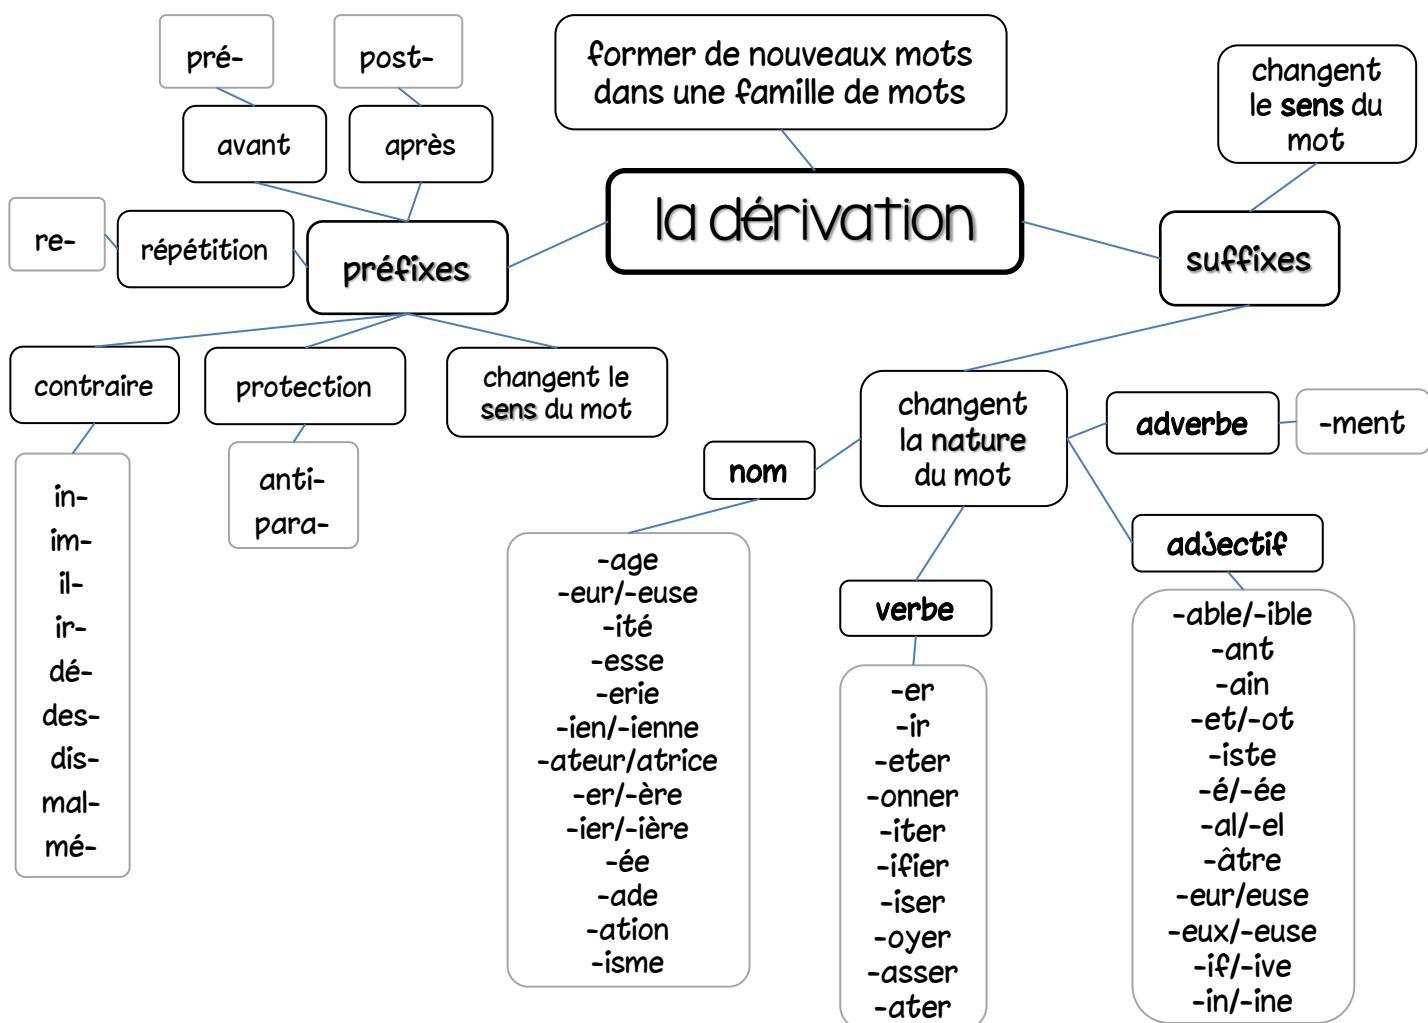 former de nouveaux mots
dans une famille de mots
la dérivation
préfixes
avant
pré-
après
post-
répétition
re-
contraire
in-
im-
il-
ir-
dé-
des-
dis-
mal-
mé-
protection
anti-
para-
changent le
sens du mot
suffixes
changent
le sens du
mot
changent
la nature
du mot
nom
-age
-eur/-euse
-ité
-esse
-erie
-ien/-ienne
-ateur/atrice
-er/-ère
-ier/-ière
-ée
-ade
-ation
-isme
verbe
-er
-ir
-eter
-onner
-iter
-ifier
-iser
-oyer
-asser
-ater
adverbe
-ment
adjectif
-able/-ible
-ant
-ain
-et/-ot
-iste
-é/-ée
-al/-el
-âtre
-eur/euse
-eux/-euse
-if/-ive
-in/-ine